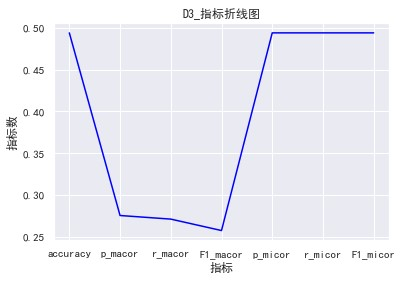 D3_指标折线图
0.50
0.45
0.40
0.35
0.30
0.25
指标数
accuracy p_macor r_macor F1_macor p_micor r_micor F1_micor
指标